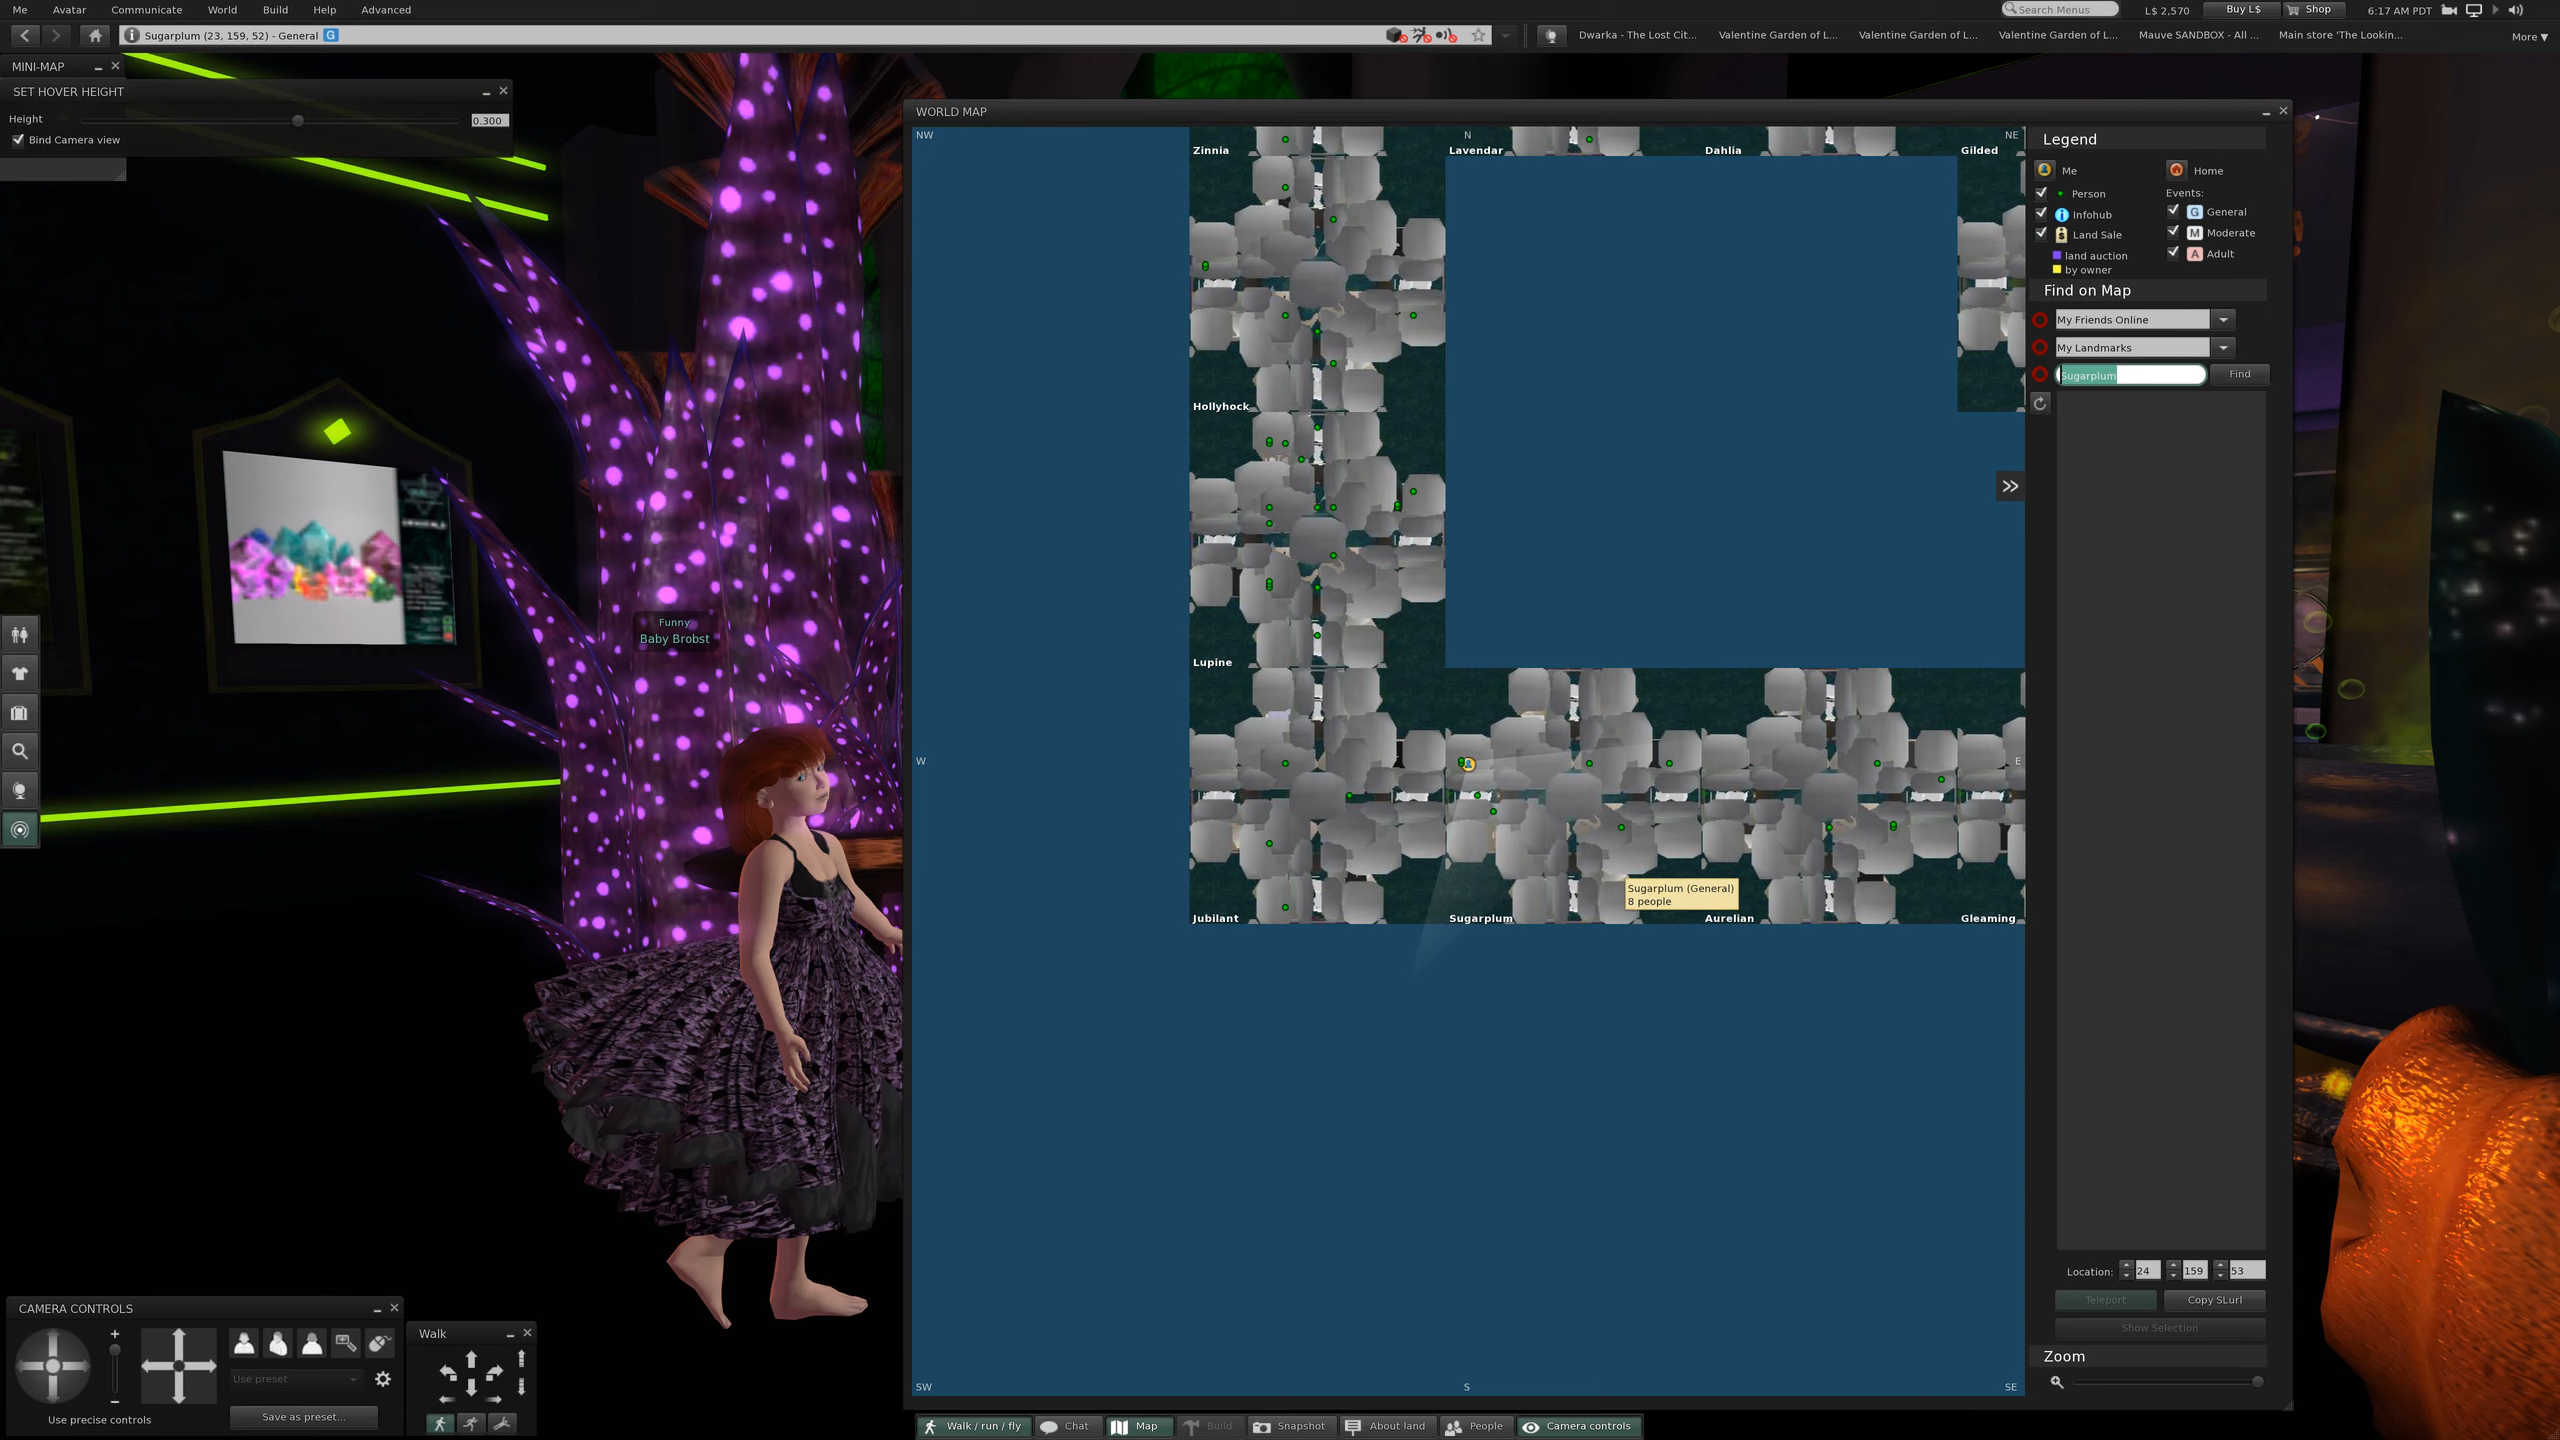 Me Avatar Communicate World Build Help Advanced
Search Menus L$ 2,570 Buy L$ Shop 6:17 AM PDT
Sugarplum (23, 159, 52) - General G
Dwarka - The Lost Cit... Valentine Garden of L... Valentine Garden of L... Valentine Garden of L... Mauve SANDBOX - All ... Main store 'The Lookin... More
MINI-MAP
SET HOVER HEIGHT
Height 0.300
Bind Camera view
Funny
Baby Brobst
WORLD MAP
NW N NE
Zinnia Lavendar Dahlia Gilded
Hollyhock
Lupine
W E
Sugarplum (General)
8 people
Jubilant Sugarplum Aurelian Gleaming
SW S SE
Legend
Me Home
Person Events:
Infohub G General
Land Sale M Moderate
land auction A Adult
by owner
Find on Map
My Friends Online
My Landmarks
Sugarplum Find
Location: 24 159 53
Teleport Copy SLurl
Show Selection
Zoom
CAMERA CONTROLS
Use preset
Use precise controls
Save as preset...
Walk
Walk / run / fly Chat Map Build Snapshot About land People Camera controls